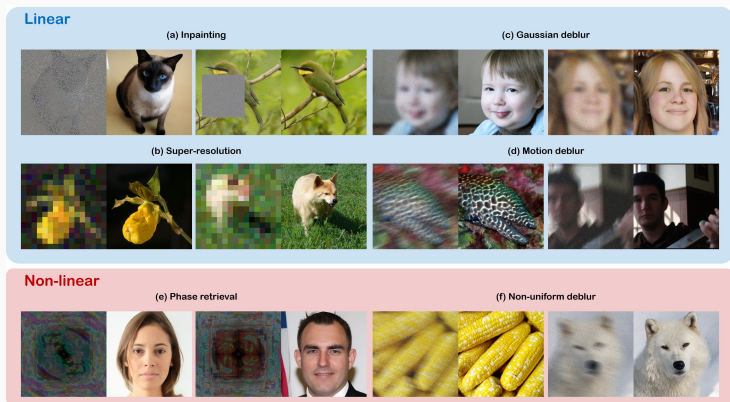 Linear
(a) Inpainting
(c) Gaussian deblur
(b) Super-resolution
(d) Motion deblur
Non-linear
(e) Phase retrieval
(f) Non-uniform deblur